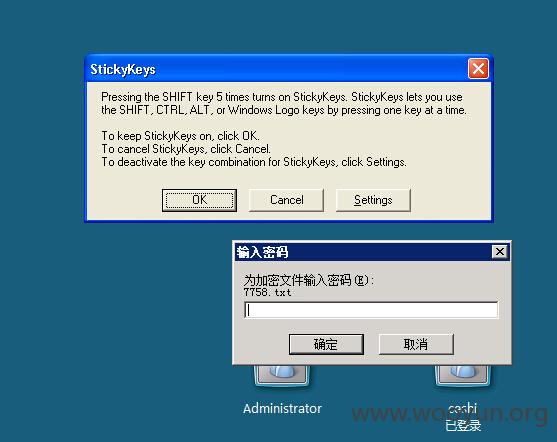 StickyKeys
Pressing the SHIFT key 5 times turns on StickyKeys. StickyKeys lets you use
the SHIFT, CTRL, ALT, or Windows Logo keys by pressing one key at a time.
To keep StickyKeys on, click OK.
To cancel StickyKeys, click Cancel.
To deactivate the key combination for StickyKeys, click Settings.
OK
Cancel
Settings
输入密码
为加密文件输入密码(E):
7758.txt
确定
取消
Administrator
ceshi
已登录
www.wooyun.org